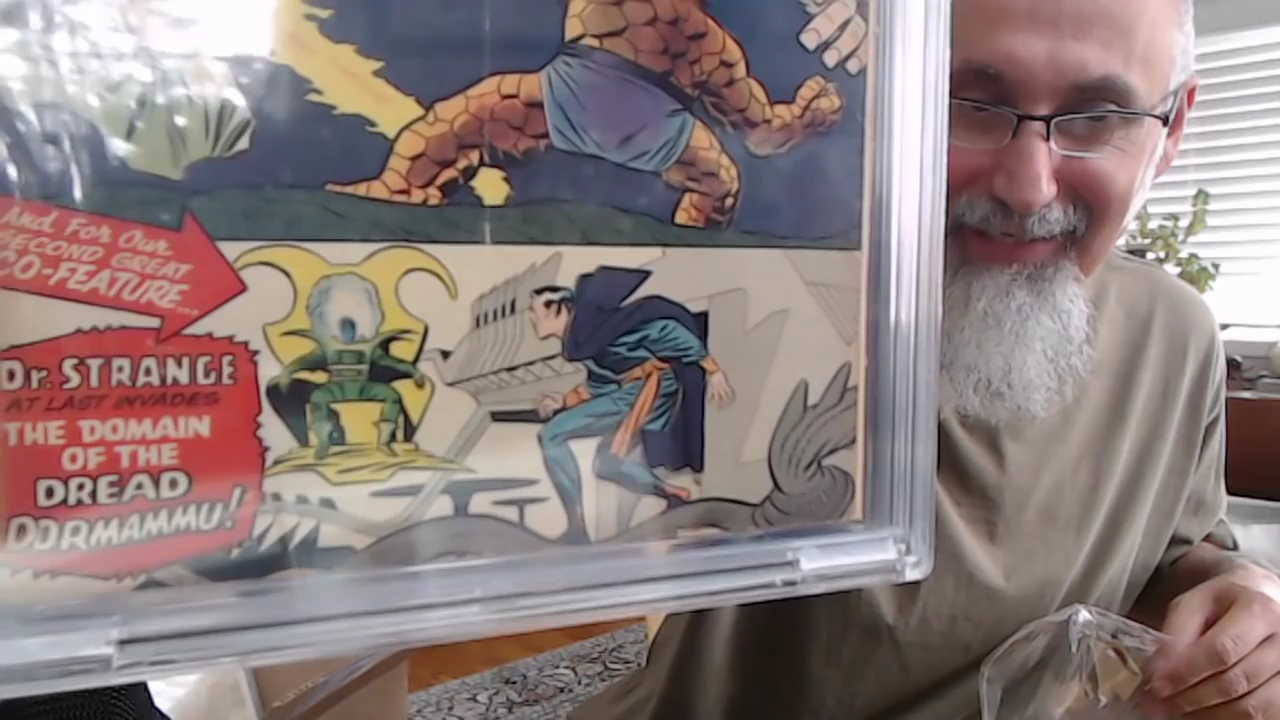 And For Our
SECOND GREAT
CO-FEATURE...
Dr. STRANGE
AT LAST INVADES
THE DOMAIN
OF THE
DREAD
DORMAMMU!